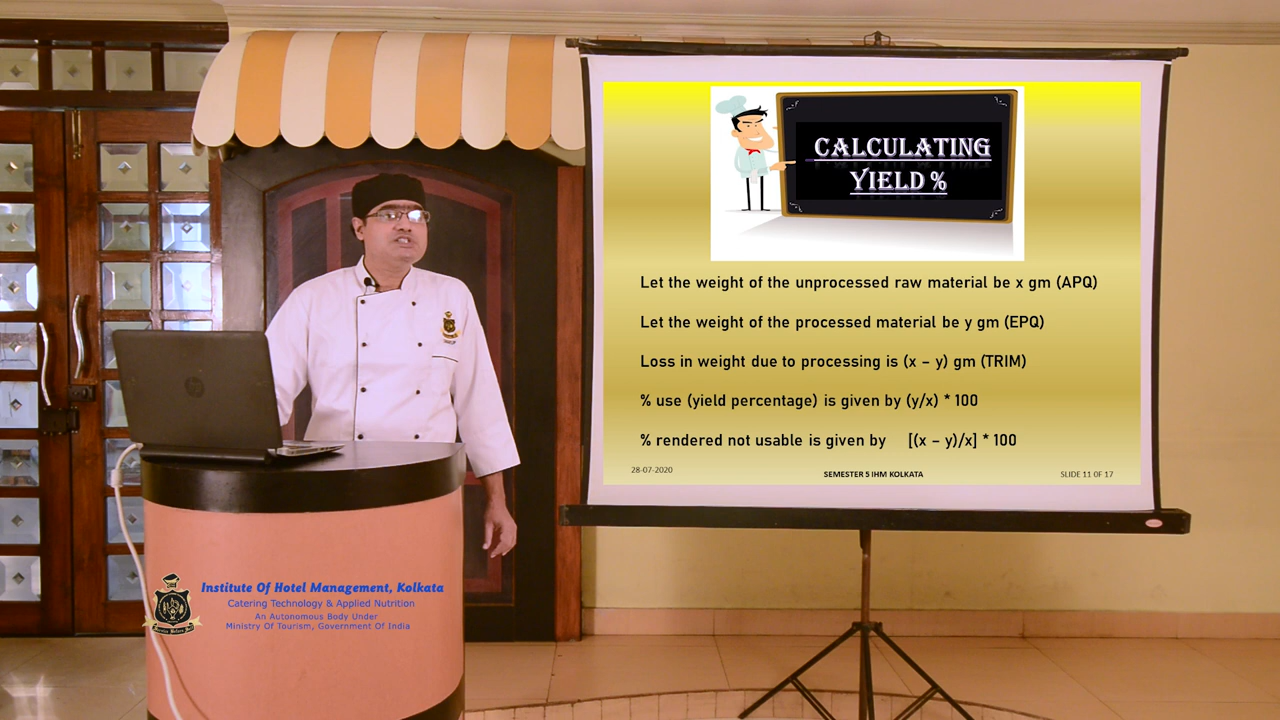 CALCULATING
YIELD %
Let the weight of the unprocessed raw material be x gm (APQ)
Let the weight of the processed material be y gm (EPQ)
Loss in weight due to processing is (x – y) gm (TRIM)
% use (yield percentage) is given by (y/x) * 100
% rendered not usable is given by [(x – y)/x] * 100
28-07-2020
SEMESTER 5 IHM KOLKATA
SLIDE 11 OF 17
Institute Of Hotel Management, Kolkata
Catering Technology & Applied Nutrition
An Autonomous Body Under
Ministry Of Tourism, Government Of India
hp